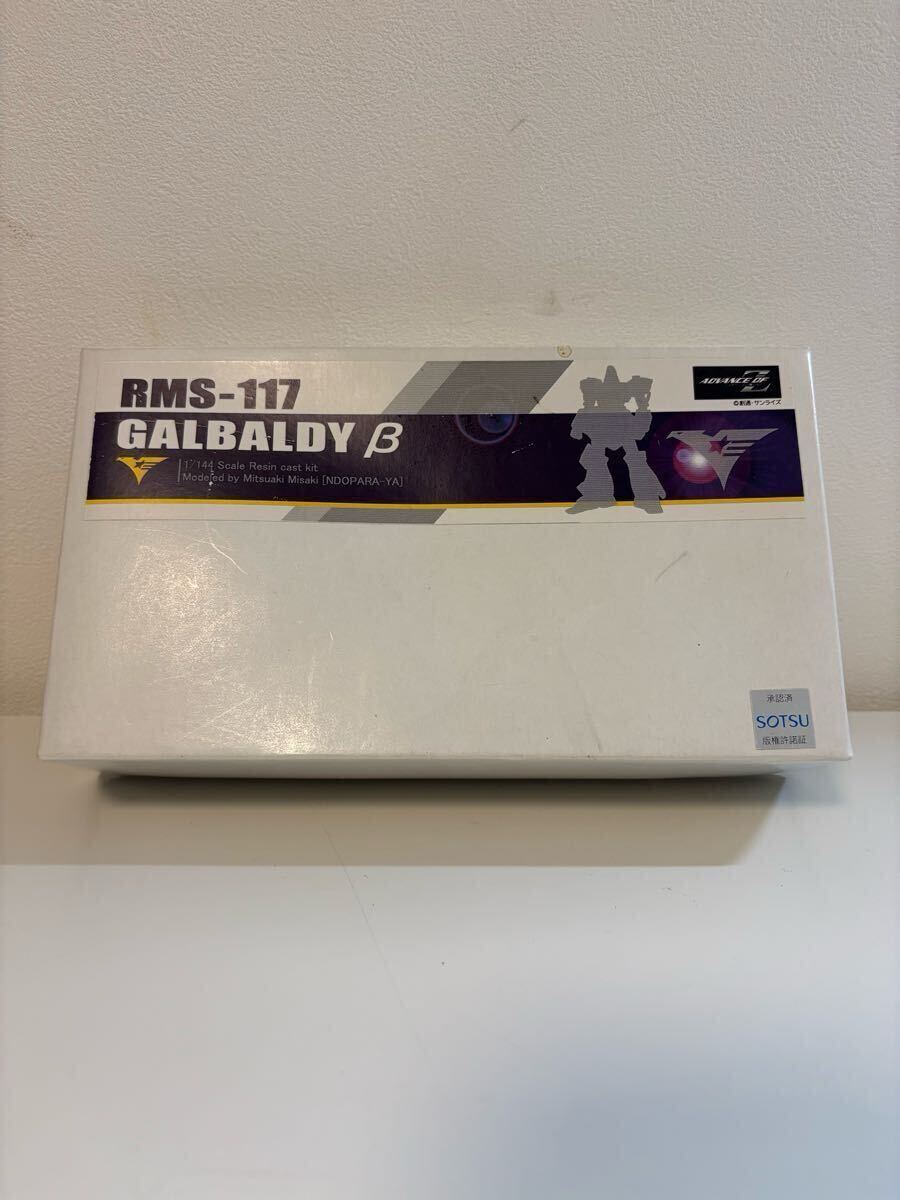 RMS-117
GALBALDY β
1/144 Scale Resin cast kit
Modeled by Mitsuaki Misaki [NDOPARA-YA]
ADVANCE OF Z
©創通・サンライズ
承認済
SOTSU
版権許諾証